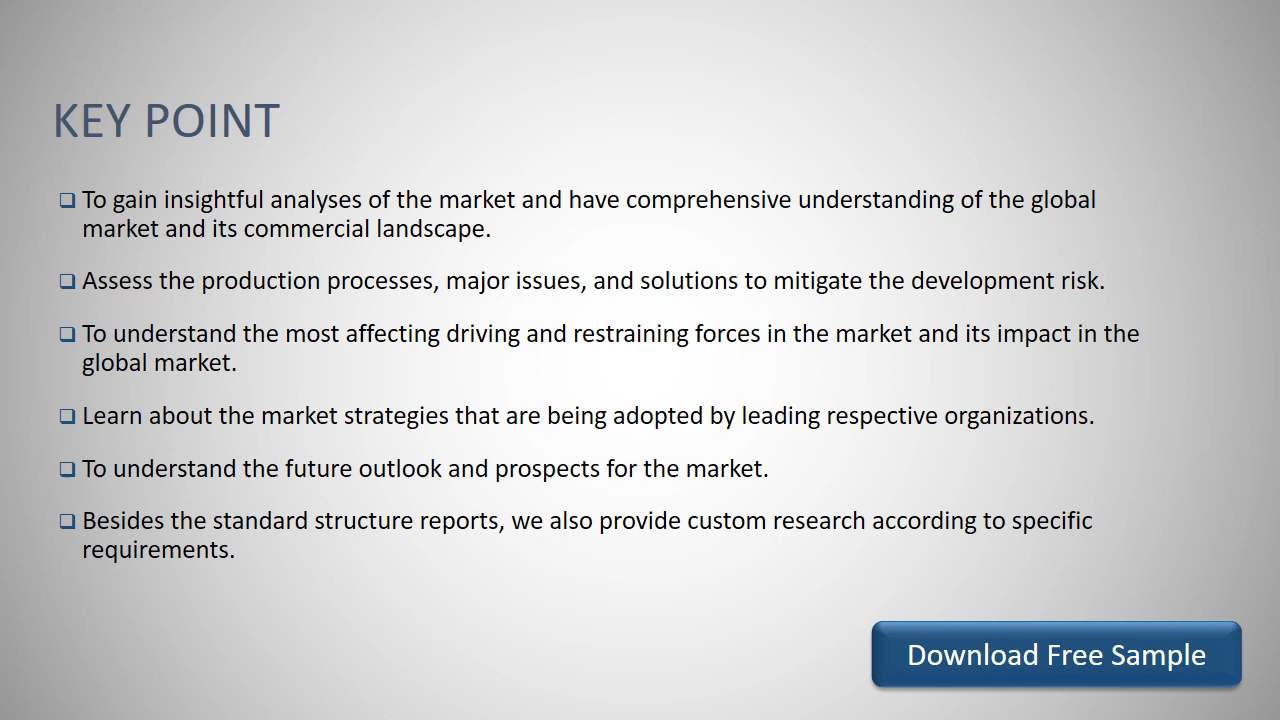 KEY POINT
To gain insightful analyses of the market and have comprehensive understanding of the global
market and its commercial landscape.
Assess the production processes, major issues, and solutions to mitigate the development risk.
To understand the most affecting driving and restraining forces in the market and its impact in the
global market.
Learn about the market strategies that are being adopted by leading respective organizations.
To understand the future outlook and prospects for the market.
Besides the standard structure reports, we also provide custom research according to specific
requirements.
Download Free Sample